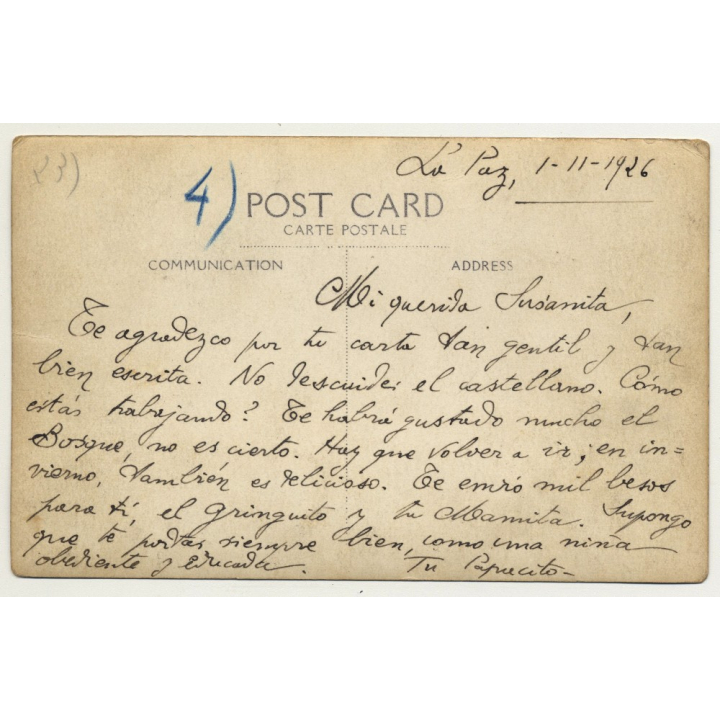 La Paz, 1-11-1926
23)
4)
POST CARD
CARTE POSTALE
COMMUNICATION
ADDRESS
Mi querida Susanita,
Te agradezco por tu carta tan gentil y tan
bien escrita. No descuides el castellano. Cómo
estás trabajando? Te habrá gustado mucho el
Bosque, no es cierto. Hay que volver a ir; en in=
vierno, también es delicioso. Te envío mil besos
para tí, el Gringuito y tu Mamita. Supongo
que te portas siempre bien, como una niña
obediente y educada.
Tu Papacito-